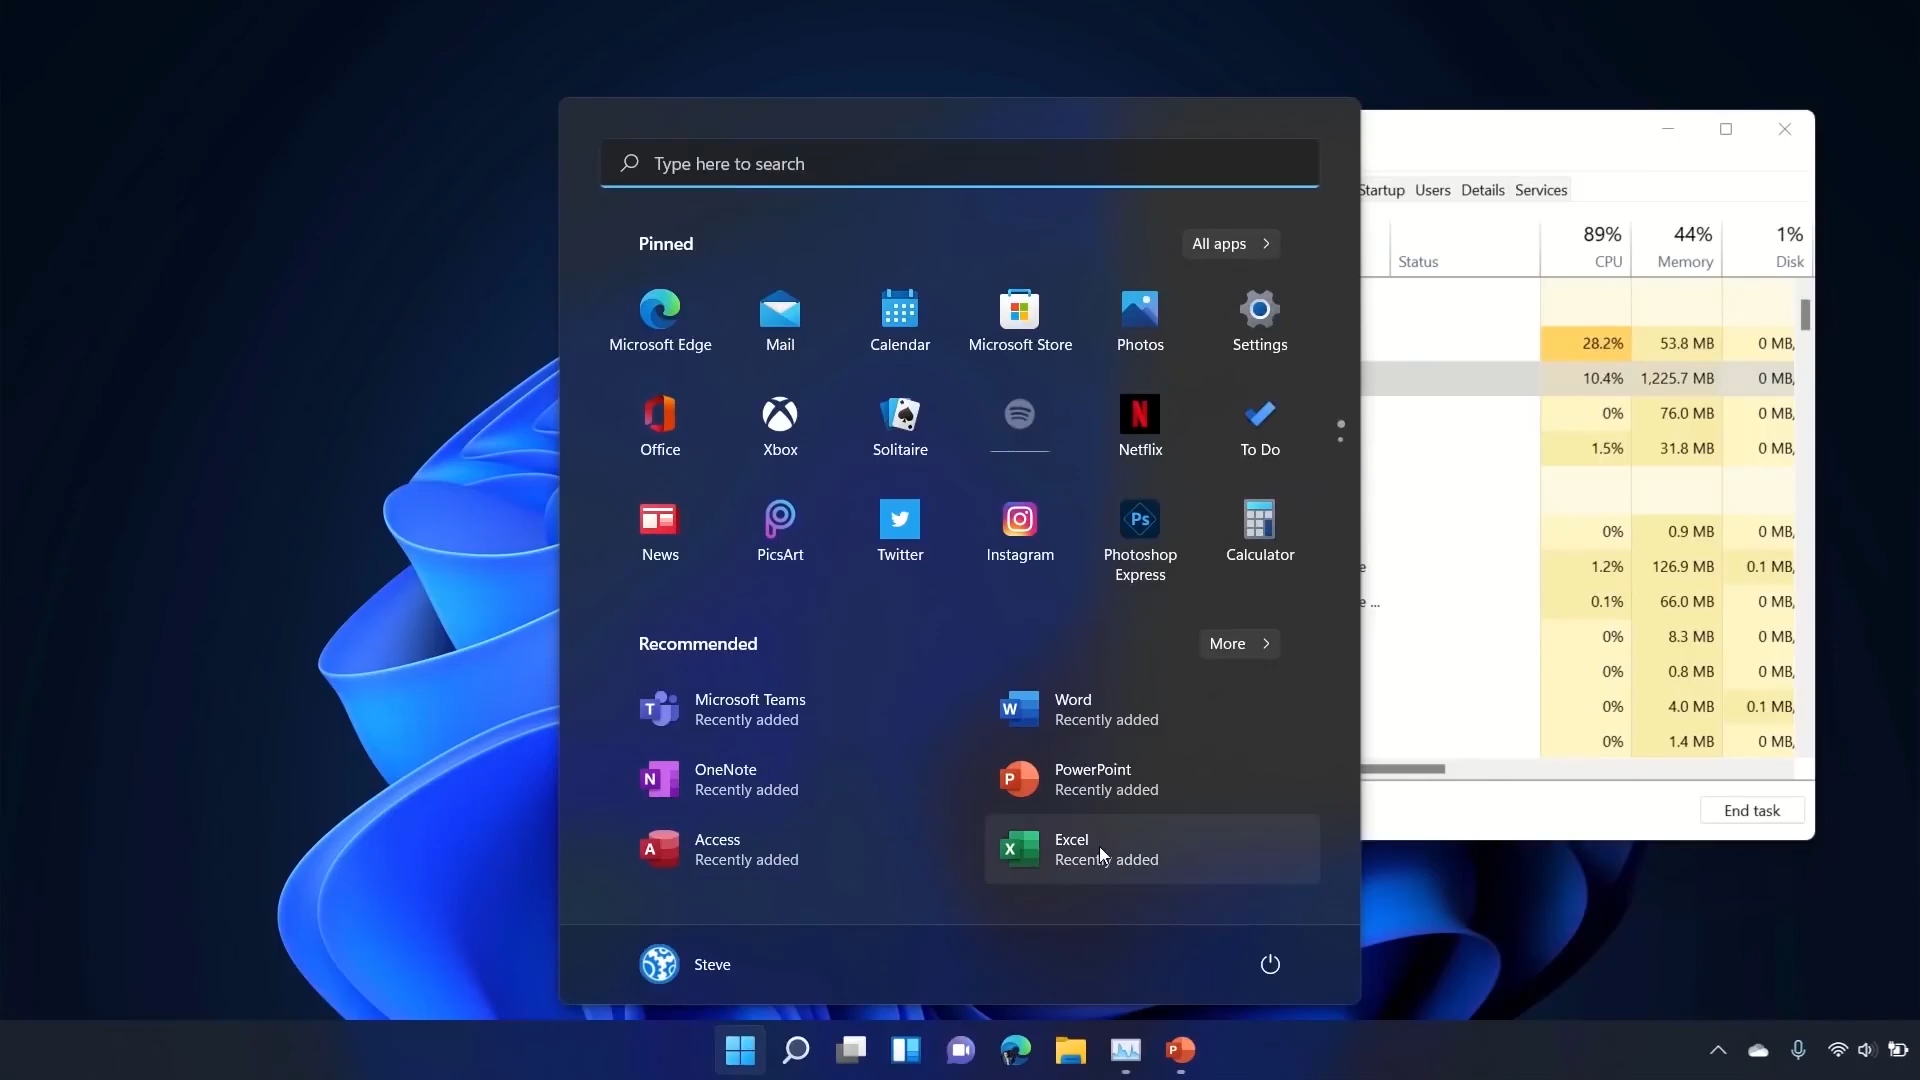 Type here to search
Pinned
All apps
Microsoft Edge
Mail
Calendar
Microsoft Store
Photos
Settings
Office
Xbox
Solitaire
Netflix
To Do
News
PicsArt
Twitter
Instagram
Ps
Photoshop
Express
Calculator
Recommended
More
Microsoft Teams
Recently added
Word
Recently added
OneNote
Recently added
PowerPoint
Recently added
Access
Recently added
Excel
Recently added
Steve
Startup Users Details Services
89% 44% 1%
Status CPU Memory Disk
28.2% 53.8 MB 0 MB,
10.4% 1,225.7 MB 0 MB,
0% 76.0 MB 0 MB,
1.5% 31.8 MB 0 MB,
0% 0.9 MB 0 MB,
e 1.2% 126.9 MB 0.1 MB,
e ... 0.1% 66.0 MB 0 MB,
0% 8.3 MB 0 MB,
0% 0.8 MB 0 MB,
0% 4.0 MB 0.1 MB,
0% 1.4 MB 0 MB,
End task